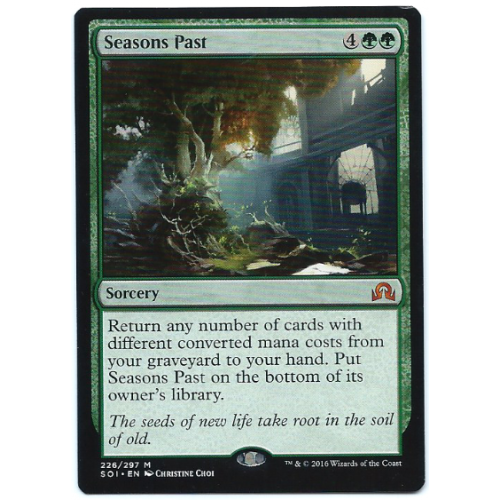 Seasons Past 4
Sorcery
Return any number of cards with
different converted mana costs from
your graveyard to your hand. Put
Seasons Past on the bottom of its
owner's library.
The seeds of new life take root in the soil
of old.
226/297 M
SOI • EN Christine Choi
™ & © 2016 Wizards of the Coast